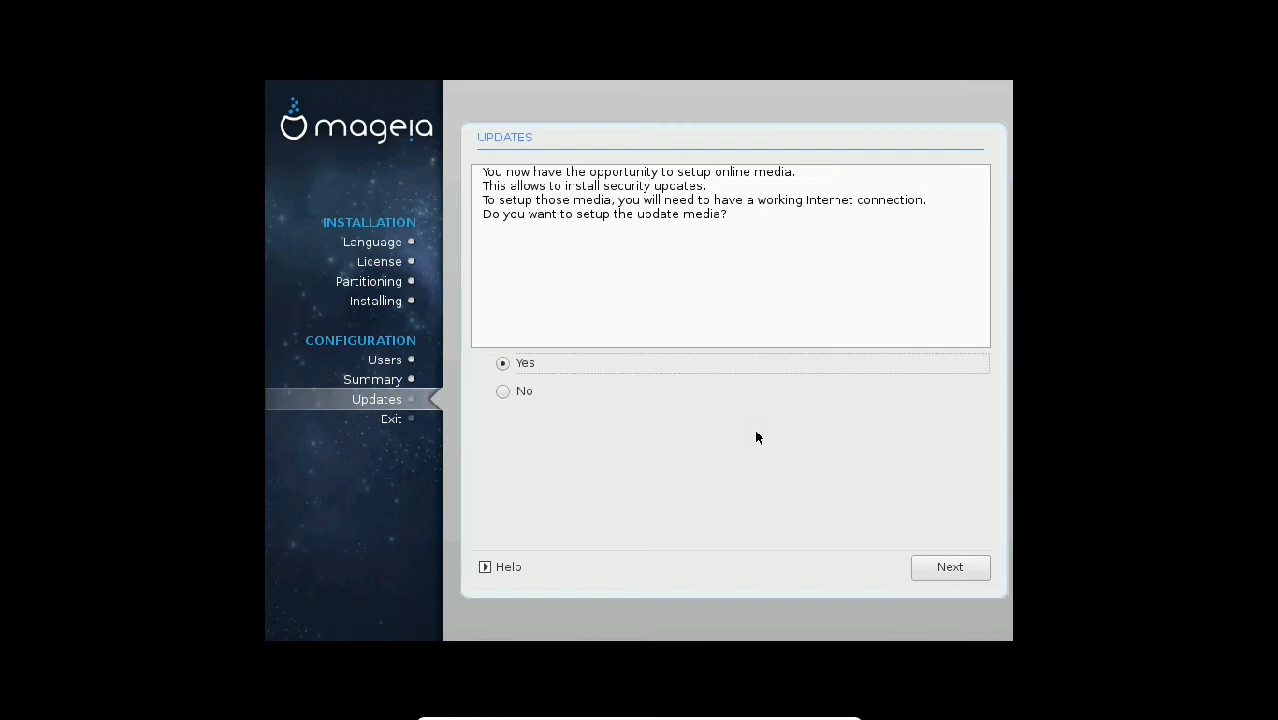 mageia
INSTALLATION
Language
License
Partitioning
Installing
CONFIGURATION
Users
Summary
Updates
Exit
UPDATES
You now have the opportunity to setup online media.
This allows to install security updates.
To setup those media, you will need to have a working Internet connection.
Do you want to setup the update media?
Yes
No
Help
Next